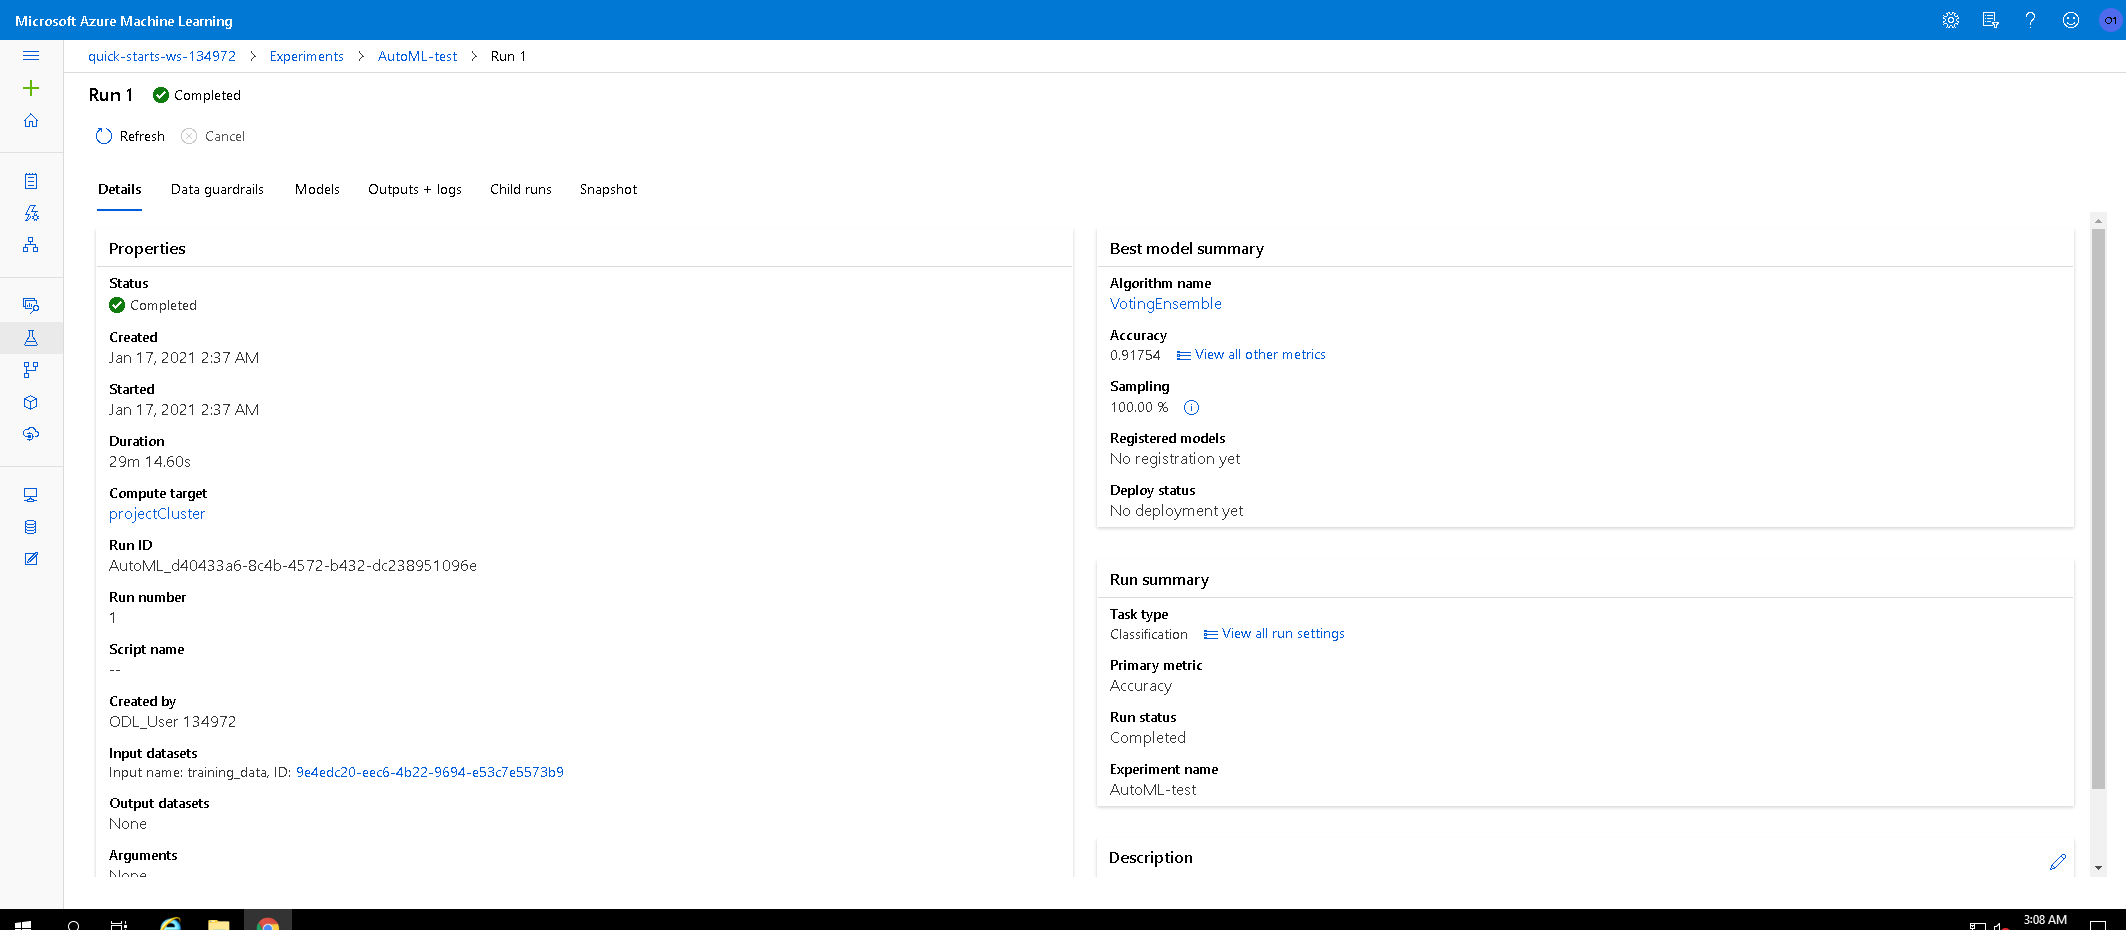 Microsoft Azure Machine Learning
?
O1
quick-starts-ws-134972 > Experiments > AutoML-test > Run 1
Run 1 Completed
Refresh Cancel
Details Data guardrails Models Outputs + logs Child runs Snapshot
Properties
Status
Completed
Created
Jan 17, 2021 2:37 AM
Started
Jan 17, 2021 2:37 AM
Duration
29m 14.60s
Compute target
projectCluster
Run ID
AutoML_d40433a6-8c4b-4572-b432-dc238951096e
Run number
1
Script name
--
Created by
ODL_User 134972
Input datasets
Input name: training_data, ID: 9e4edc20-eec6-4b22-9694-e53c7e5573b9
Output datasets
None
Arguments
None
Best model summary
Algorithm name
VotingEnsemble
Accuracy
0.91754 View all other metrics
Sampling
100.00 %
Registered models
No registration yet
Deploy status
No deployment yet
Run summary
Task type
Classification View all run settings
Primary metric
Accuracy
Run status
Completed
Experiment name
AutoML-test
Description
3:08 AM